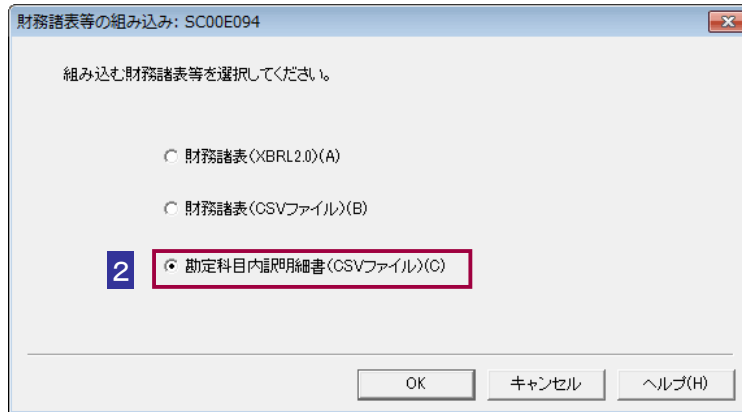 財務諸表等の組み込み: SC00E094
組み込む財務諸表等を選択してください。
財務諸表(XBRL2.0)(A)
財務諸表(CSVファイル)(B)
2 勘定科目内訳明細書(CSVファイル)(C)
OK キャンセル ヘルプ(H)